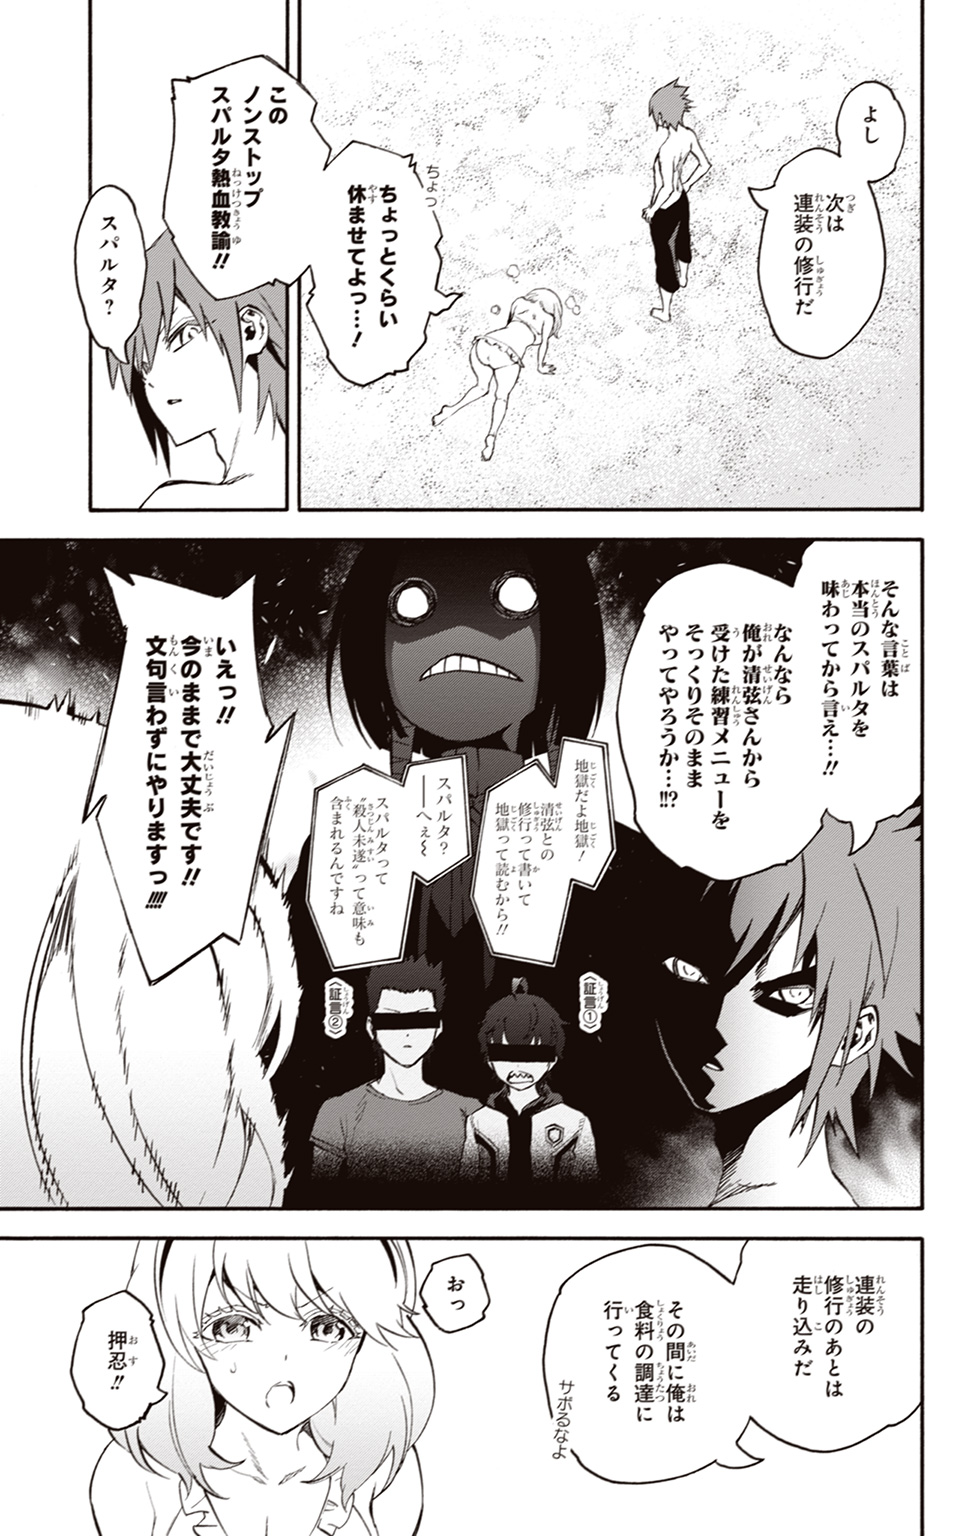 よし
次は
連装の修行だ
ちょっ
ちょっとくらい
休ませてよっ…！
この
ノンストップ
スパルタ熱血教諭!!
スパルタ？
そんな言葉は
本当のスパルタを
味わってから言え…!!
なんなら
俺が清弦さんから
受けた練習メニューを
そっくりそのまま
やってやろうか…!!?
地獄だよ地獄！
清弦との
修行って書いて
地獄って読むから!!
〈証言①〉
スパルタ？
──へぇ〜
スパルタって
〝殺人未遂〟って意味も
含まれるんですね
〈証言②〉
いえっ!!
今のままで大丈夫です!!
文句言わずにやりますっ!!!!
連装の
修行のあとは
走り込みだ
その間に俺は
食料の調達に
行ってくる
サボるなよ
おっ
押忍!!